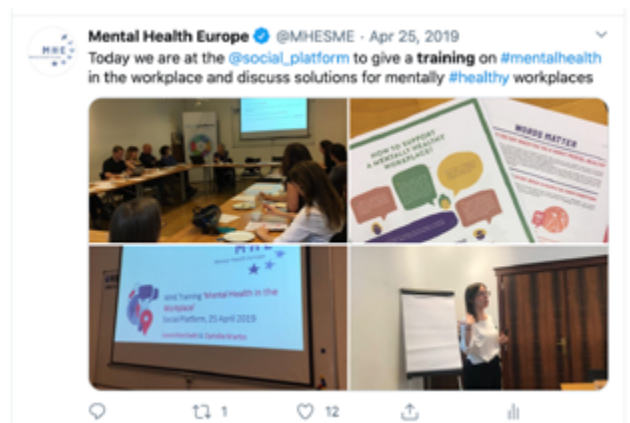 MHE
Mental Health Europe @MHESME · Apr 25, 2019
Today we are at the @social_platform to give a training on #mentalhealth
in the workplace and discuss solutions for mentally #healthy workplaces
HOW TO SUPPORT
A MENTALLY HEALTHY
WORKPLACE?
WORDS MATTER
MHE
Mental Health Europe
MHE Training 'Mental Health in the
Workplace'
Social Platform, 25 April 2019
1
12